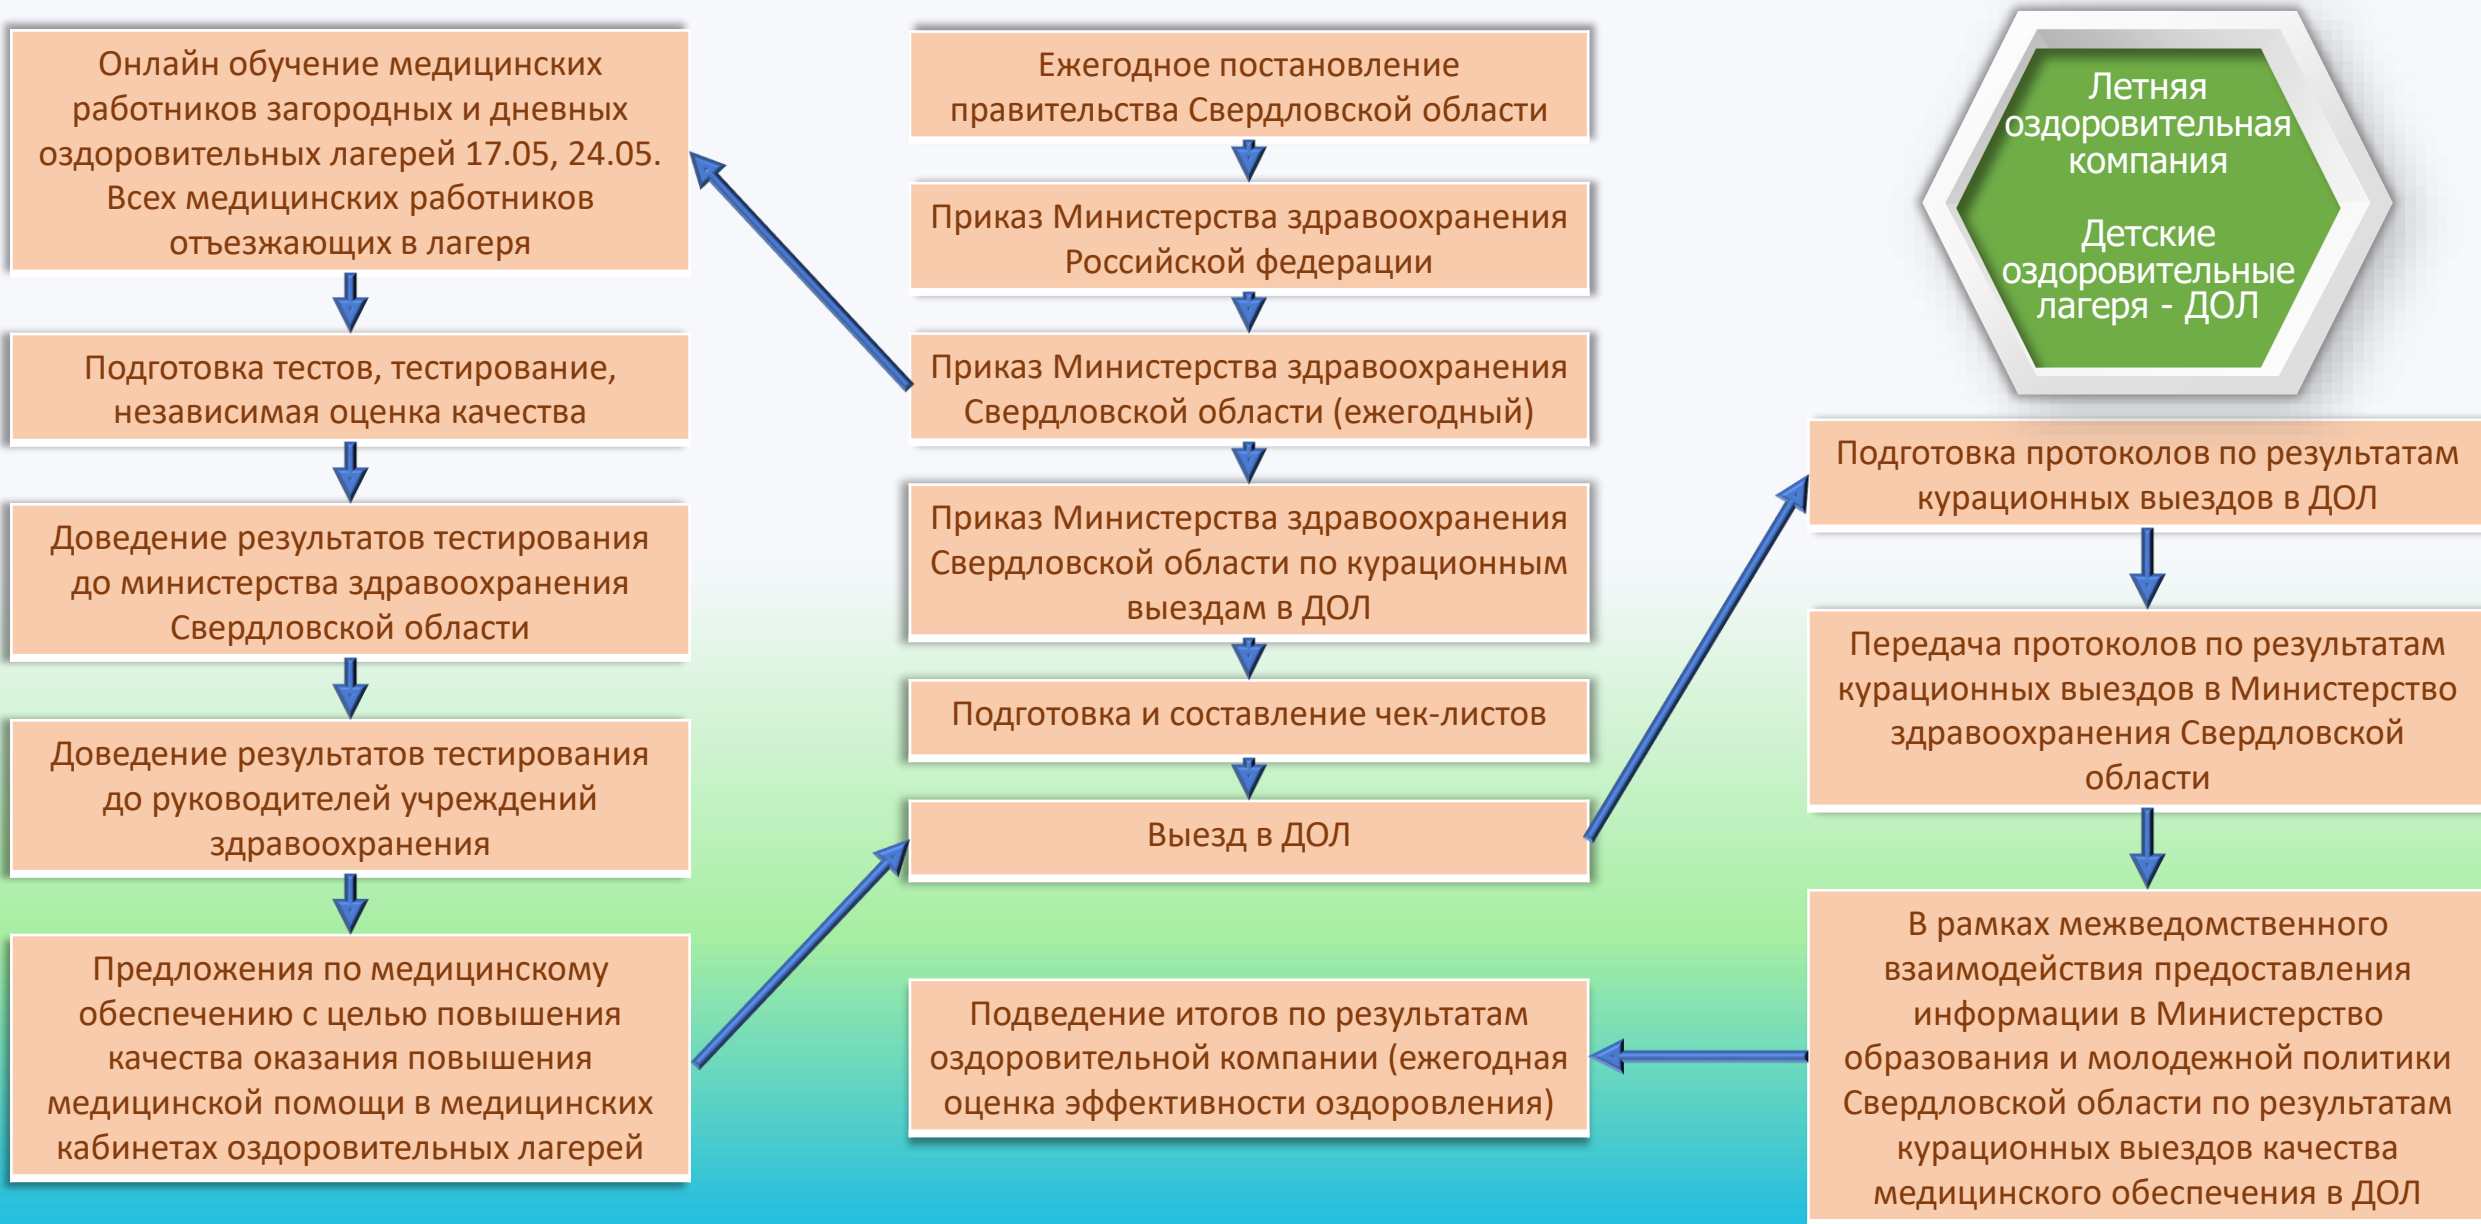 Онлайн обучение медицинских
работников загородных и дневных
оздоровительных лагерей 17.05, 24.05.
Всех медицинских работников
отъезжающих в лагеря
Подготовка тестов, тестирование,
независимая оценка качества
Доведение результатов тестирования
до министерства здравоохранения
Свердловской области
Доведение результатов тестирования
до руководителей учреждений
здравоохранения
Предложения по медицинскому
обеспечению с целью повышения
качества оказания повышения
медицинской помощи в медицинских
кабинетах оздоровительных лагерей
Ежегодное постановление
правительства Свердловской области
Приказ Министерства здравоохранения
Российской федерации
Приказ Министерства здравоохранения
Свердловской области (ежегодный)
Приказ Министерства здравоохранения
Свердловской области по курационным
выездам в ДОЛ
Подготовка и составление чек-листов
Выезд в ДОЛ
Подведение итогов по результатам
оздоровительной компании (ежегодная
оценка эффективности оздоровления)
Летняя
оздоровительная
компания
Детские
оздоровительные
лагеря - ДОЛ
Подготовка протоколов по результатам
курационных выездов в ДОЛ
Передача протоколов по результатам
курационных выездов в Министерство
здравоохранения Свердловской
области
В рамках межведомственного
взаимодействия предоставления
информации в Министерство
образования и молодежной политики
Свердловской области по результатам
курационных выездов качества
медицинского обеспечения в ДОЛ